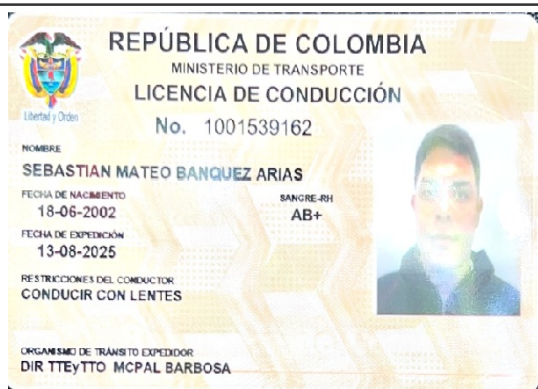 REPÚBLICA DE COLOMBIA
MINISTERIO DE TRANSPORTE
LICENCIA DE CONDUCCIÓN
Libertad y Orden
No. 1001539162
NOMBRE
SEBASTIAN MATEO BANQUEZ ARIAS
FECHA DE NACIMIENTO
18-06-2002
SANGRE-RH
AB+
FECHA DE EXPEDICIÓN
13-08-2025
RESTRICCIONES DEL CONDUCTOR
CONDUCIR CON LENTES
ORGANISMO DE TRÁNSITO EXPEDIDOR
DIR TTEyTTO MCPAL BARBOSA